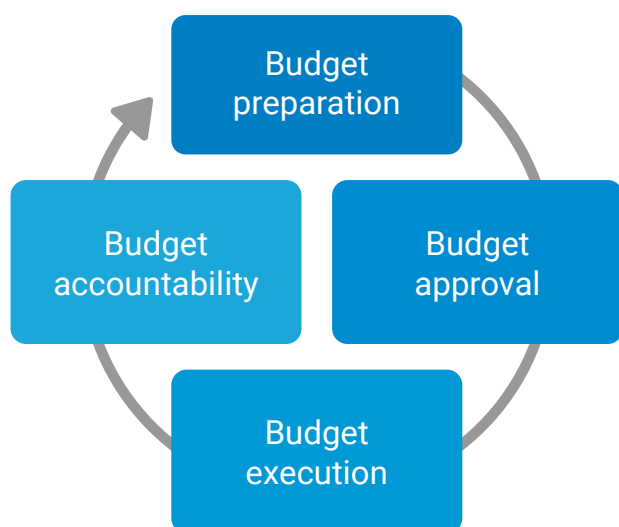 Budget
preparation
Budget
approval
Budget
execution
Budget
accountability